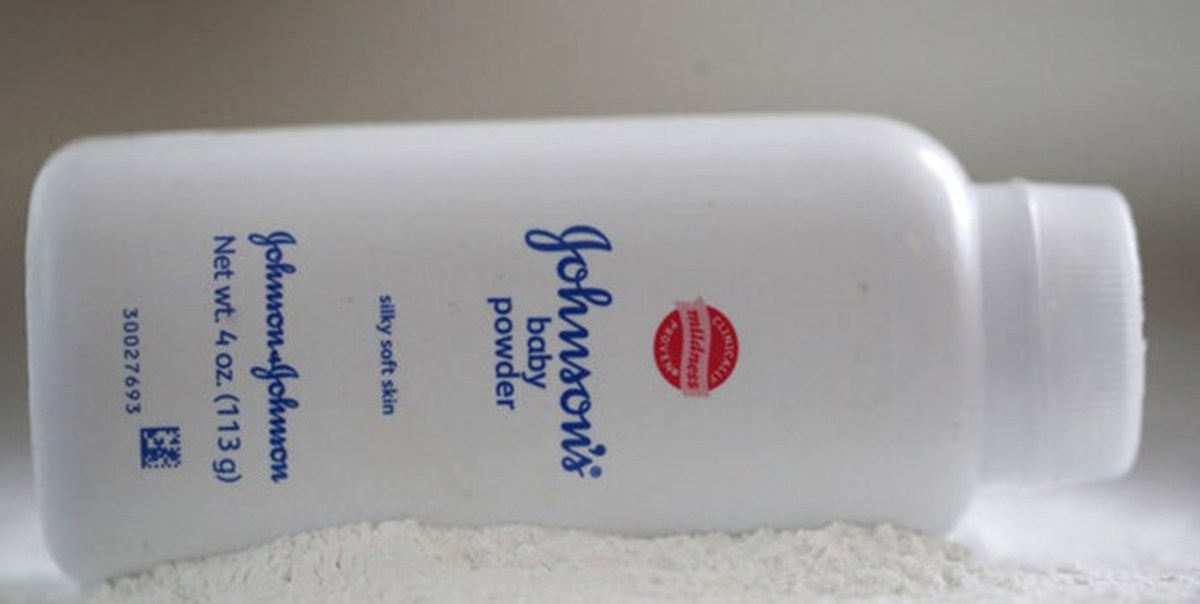 CLINICALLY
mildness
PROVEN
Johnson's®
baby
powder
silky soft skin
Johnson&Johnson
Net wt. 4 oz. (113 g)
30027693